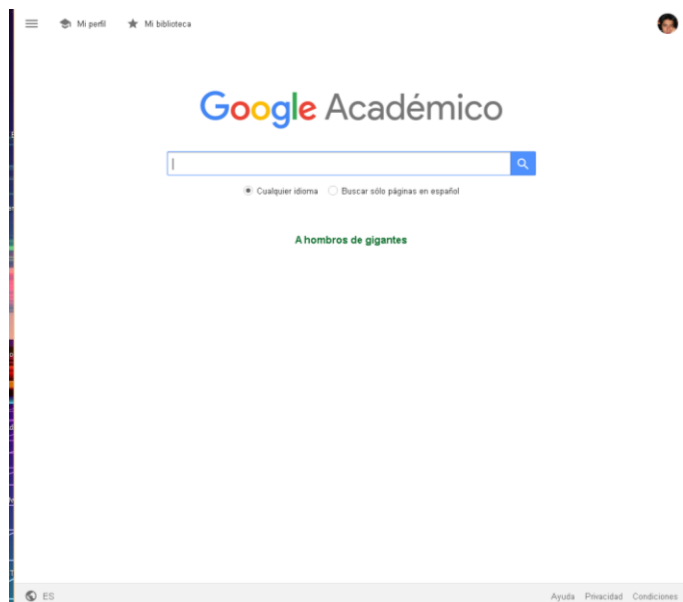 Mi perfil Mi biblioteca
Google Académico
Cualquier idioma Buscar sólo páginas en español
A hombros de gigantes
ES Ayuda Privacidad Condiciones